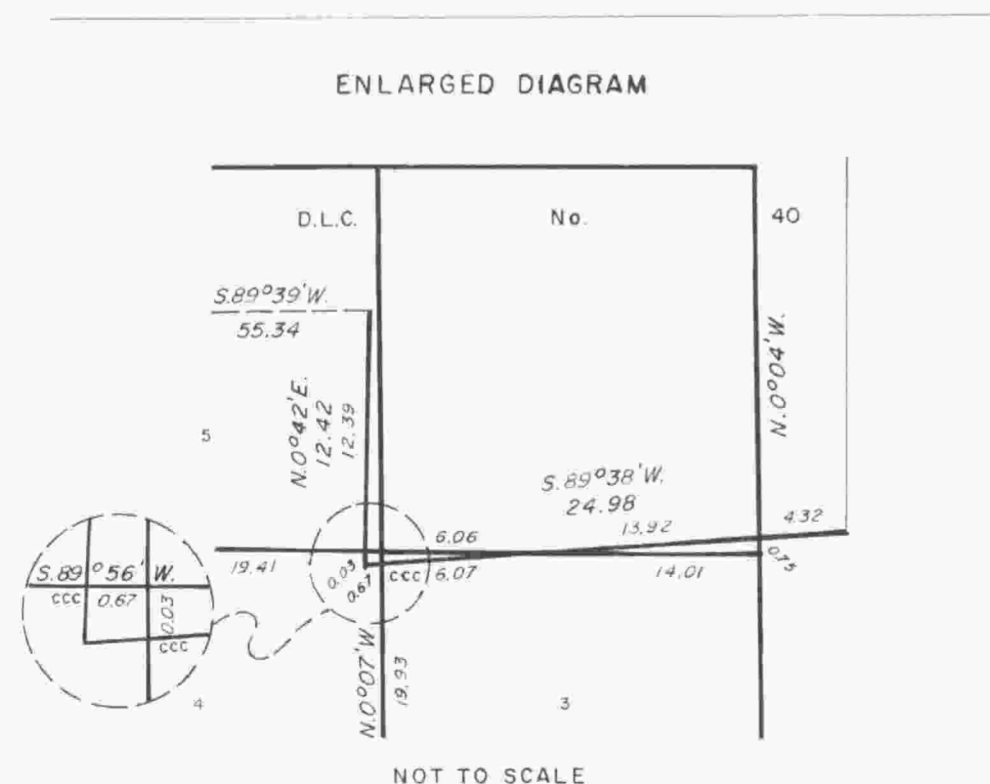 ENLARGED DIAGRAM
D.L.C. No. 40
S.89°39'W.
55.34
N.0°42'E.
12.42
12.39
N.0°04'W.
5
S.89°38'W.
24.98
13.92
4.32
6.06
19.41
0.03
0.67
CCC
6.07
14.01
0.15
S.89°56'W.
CCC
0.67
0.03
CCC
N.0°07'W.
19.93
4
3
NOT TO SCALE